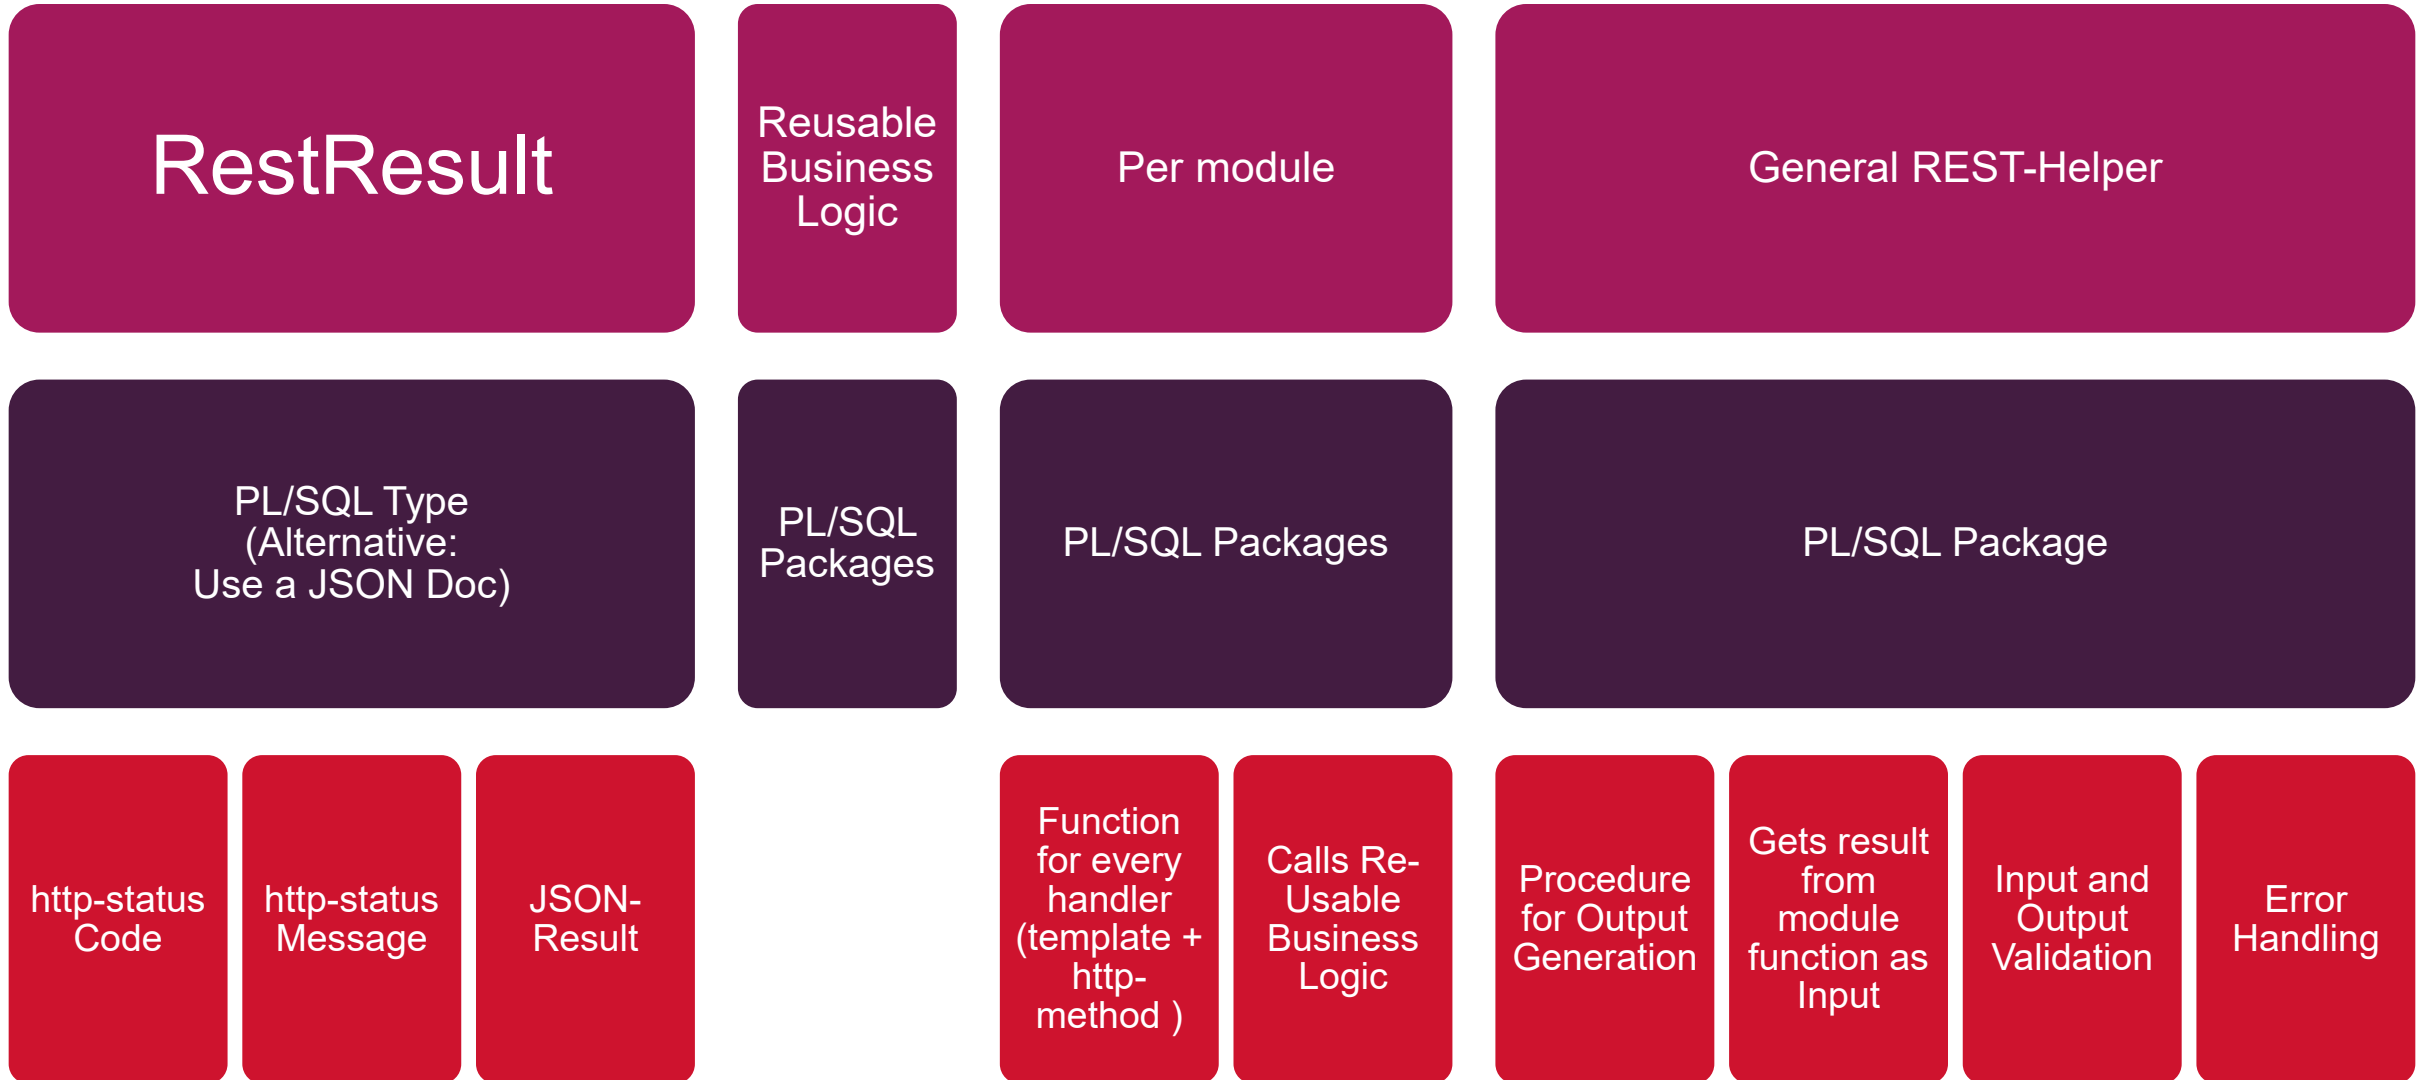 RestResult
Reusable
Business
Logic
Per module
General REST-Helper
PL/SQL Type
(Alternative:
Use a JSON Doc)
PL/SQL
Packages
PL/SQL Packages
PL/SQL Package
http-status
Code
http-status
Message
JSON-
Result
Function
for every
handler
(template +
http-
method )
Calls Re-
Usable
Business
Logic
Procedure
for Output
Generation
Gets result
from
module
function as
Input
Input and
Output
Validation
Error
Handling